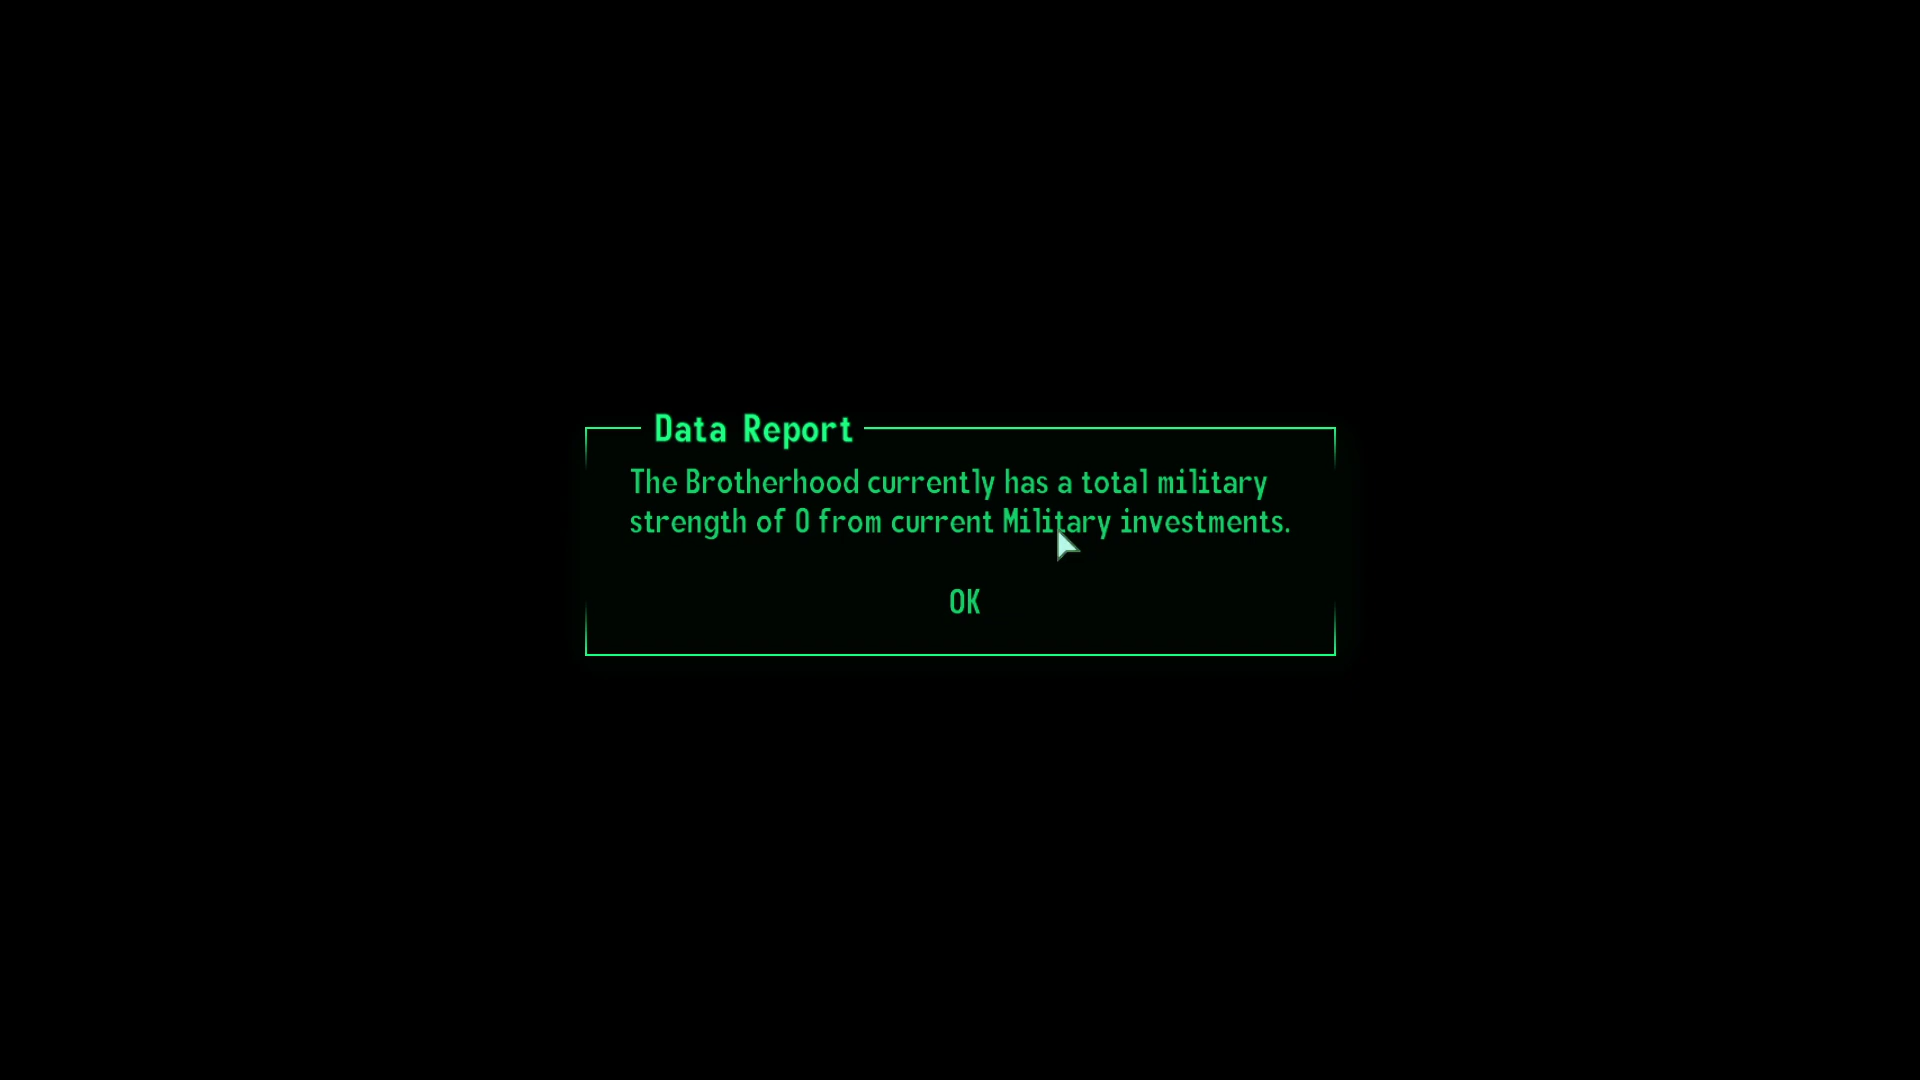 Data Report
The Brotherhood currently has a total military
strength of 0 from current Military investments.
OK